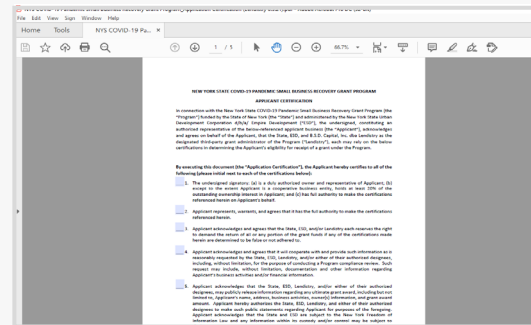 File Edit View Sign Window Help
Home Tools NYS COVID-19 Pa... ×
1 / 5 66.7%
NEW YORK STATE COVID-19 PANDEMIC SMALL BUSINESS RECOVERY GRANT PROGRAM
APPLICANT CERTIFICATION
In connection with the New York State COVID-19 Pandemic Small Business Recovery Grant Program (the
"Program") funded by the State of New York (the "State") and administered by the New York State Urban
Development Corporation d/b/a/ Empire Development ("ESD"), the undersigned, constituting an
authorized representative of the below-referenced applicant business (the "Applicant"), acknowledges
and agrees on behalf of the Applicant, that the State, ESD, and B.S.D. Capital, Inc. dba Lendistry as the
designated third-party grant administrator of the Program ("Lendistry"), each may rely on the below
certifications in determining the Applicant's eligibility for receipt of a grant under the Program.
By executing this document (the "Application Certification"), the Applicant hereby certifies to all of the
following (please initial next to each of the certifications below):
1. The undersigned signatory: (a) is a duly authorized owner and representative of Applicant, (b)
except to the extent Applicant is a cooperative business entity, holds at least 20% of the
outstanding ownership interest in Applicant; and (c) has full authority to make the certifications
referenced herein on Applicant's behalf.
2. Applicant represents, warrants, and agrees that it has the full authority to make the certifications
referenced herein.
3. Applicant acknowledges and agrees that the State, ESD, and/or Lendistry each reserves the right
to demand the return of all or any portion of the grant funds if any of the certifications made
herein are determined to be false or not adhered to.
4. Applicant acknowledges and agrees that it will cooperate with and provide such information as is
reasonably requested by the State, ESD, Lendistry, and/or either of their authorized designees,
including, without limitation, for the purpose of conducting a Program compliance review. Such
request may include, without limitation, documentation and other information regarding
Applicant's business activities and/or financial information.
5. Applicant acknowledges that the State, ESD, Lendistry, and/or either of their authorized
designees, may publicly release information regarding any ultimate grant award, including but not
limited to, Applicant's name, address, business activities, owner(s) information, and grant award
amount. Applicant hereby authorizes the State, ESD, Lendistry, and either of their authorized
designees to make such public statements regarding Applicant for purposes of the foregoing.
Applicant acknowledges that the State and ESD are subject to the New York Freedom of
Information Law and any information within its custody and/or control may be subject to